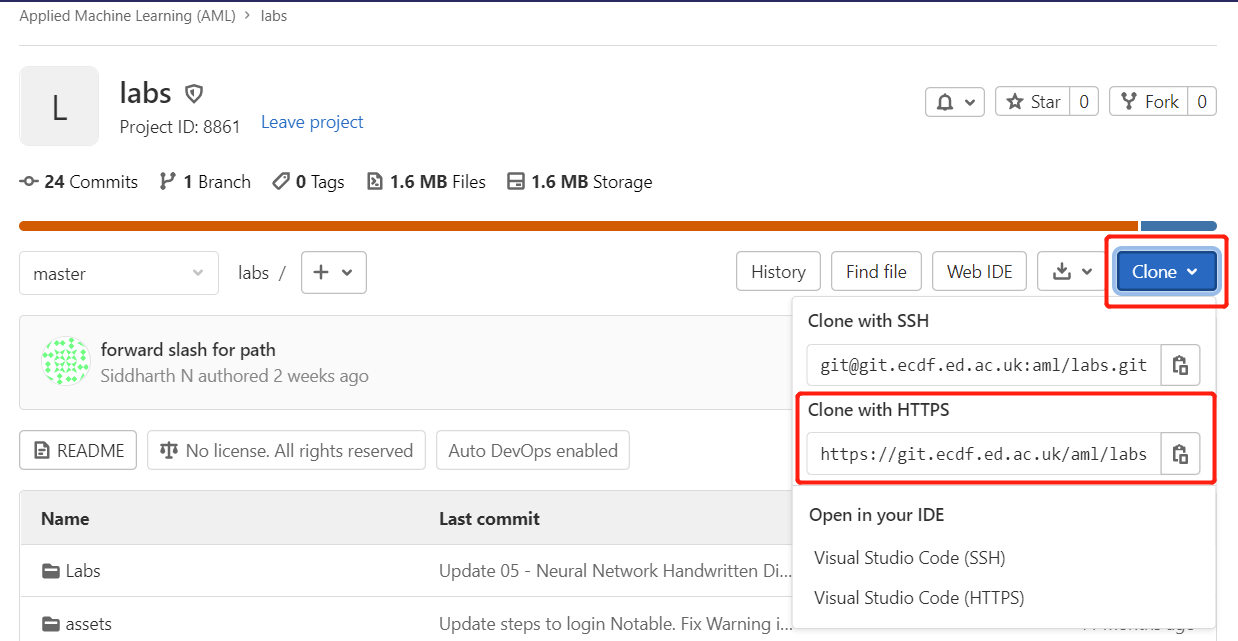 Applied Machine Learning (AML) > labs
L
labs
Project ID: 8861 Leave project
Star 0 Fork 0
24 Commits 1 Branch 0 Tags 1.6 MB Files 1.6 MB Storage
master labs / + History Find file Web IDE Clone
Clone with SSH
git@git.ecdf.ed.ac.uk:aml/labs.git
Clone with HTTPS
https://git.ecdf.ed.ac.uk/aml/labs
Open in your IDE
Visual Studio Code (SSH)
Visual Studio Code (HTTPS)
forward slash for path
Siddharth N authored 2 weeks ago
README No license. All rights reserved Auto DevOps enabled
Name Last commit
Labs Update 05 - Neural Network Handwritten Di...
assets Update steps to login Notable. Fix Warning i...